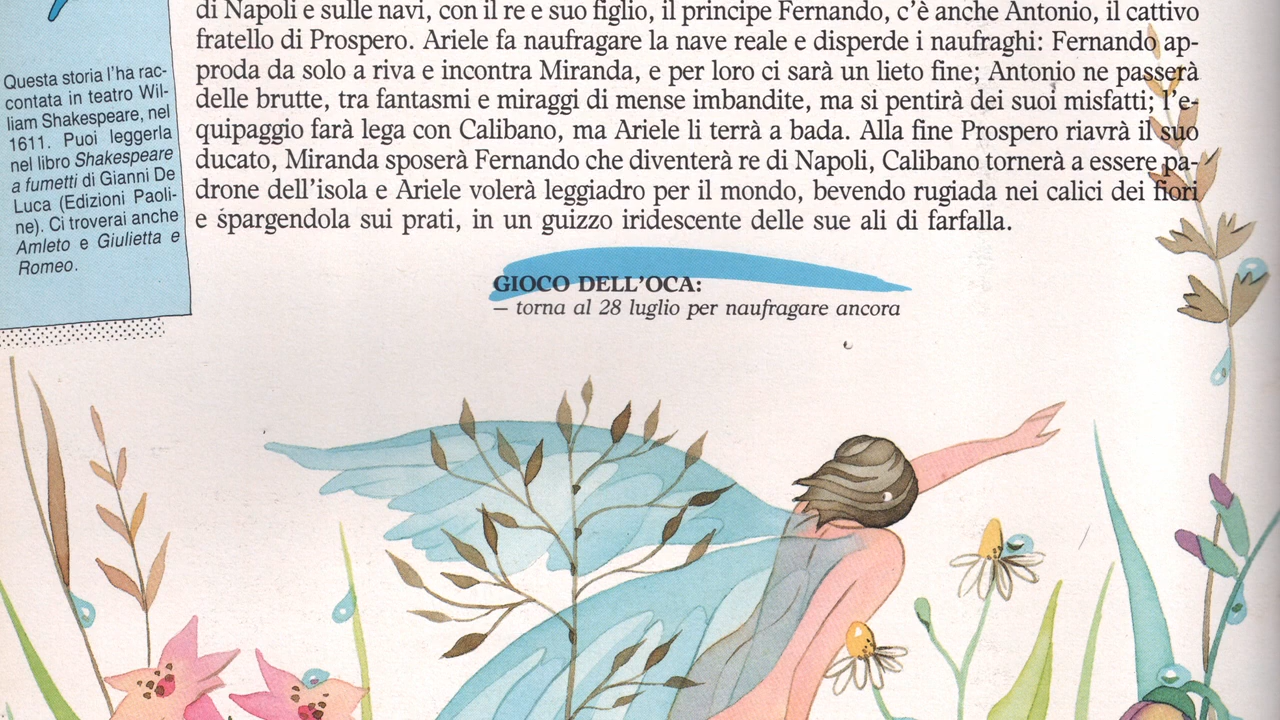 di Napoli e sulle navi, con il re e suo figlio, il principe Fernando, c'è anche Antonio, il cattivo
fratello di Prospero. Ariele fa naufragare la nave reale e disperde i naufraghi: Fernando ap-
proda da solo a riva e incontra Miranda, e per loro ci sarà un lieto fine; Antonio ne passerà
delle brutte, tra fantasmi e miraggi di mense imbandite, ma si pentirà dei suoi misfatti; l'e-
quipaggio farà lega con Calibano, ma Ariele li terrà a bada. Alla fine Prospero riavrà il suo
ducato, Miranda sposerà Fernando che diventerà re di Napoli, Calibano tornerà a essere pa-
drone dell'isola e Ariele volerà leggiadro per il mondo, bevendo rugiada nei calici dei fiori
e spargendola sui prati, in un guizzo iridescente delle sue ali di farfalla.
Questa storia l'ha rac-
contata in teatro Wil-
liam Shakespeare, nel
1611. Puoi leggerla
nel libro Shakespeare
a fumetti di Gianni De
Luca (Edizioni Paoli-
ne). Ci troverai anche
Amleto e Giulietta e
Romeo.
GIOCO DELL'OCA:
– torna al 28 luglio per naufragare ancora